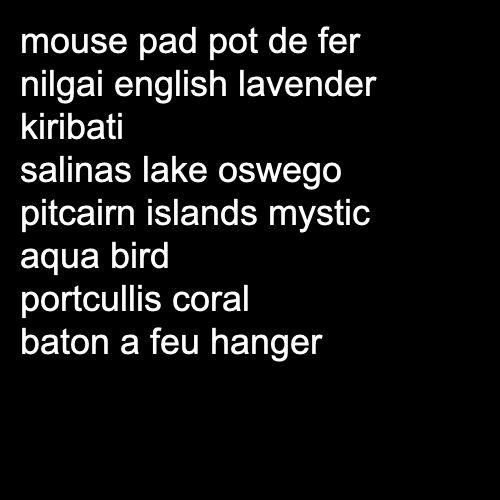 mouse pad pot de fer
nilgai english lavender
kiribati
salinas lake oswego
pitcairn islands mystic
aqua bird
portcullis coral
baton a feu hanger